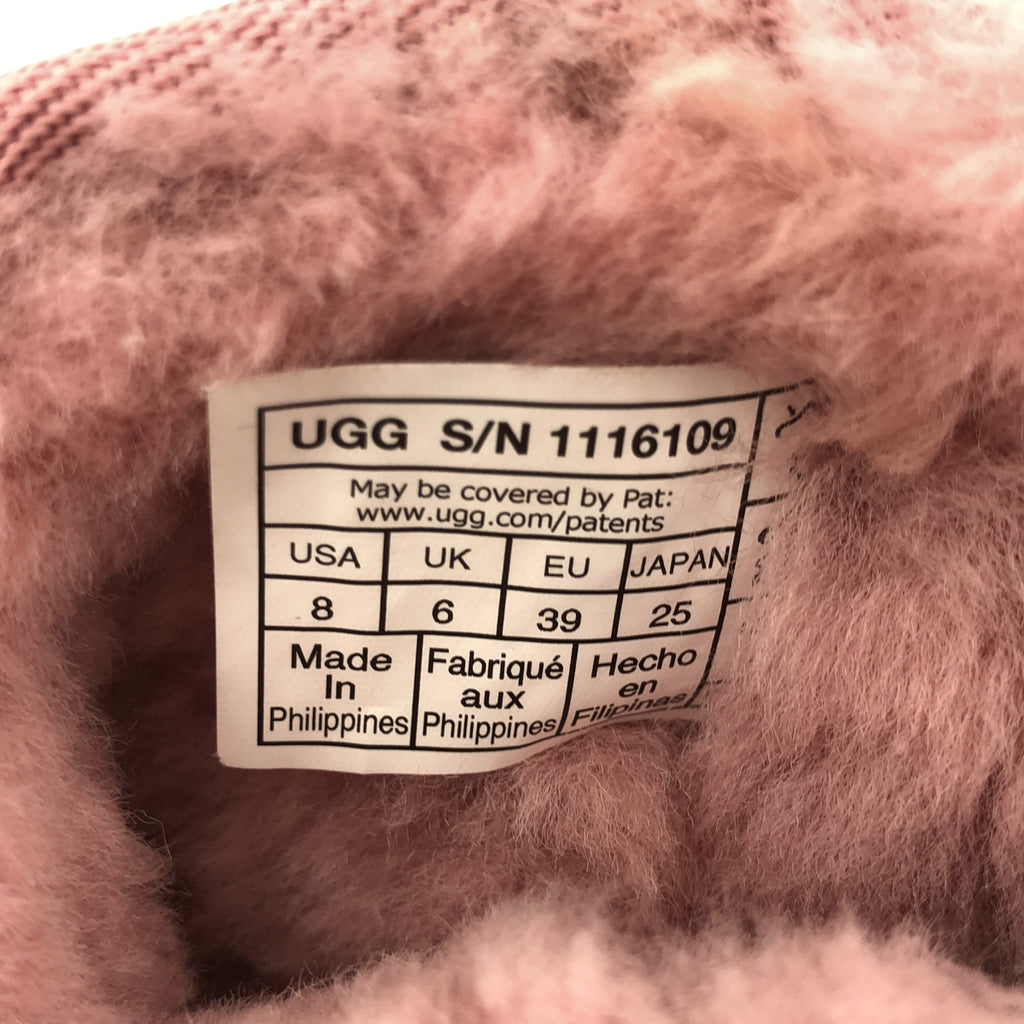 UGG S/N 1116109
May be covered by Pat:
www.ugg.com/patents
USA UK EU JAPAN
8 6 39 25
Made In Philippines
Fabriqué aux Philippines
Hecho en Filipinas